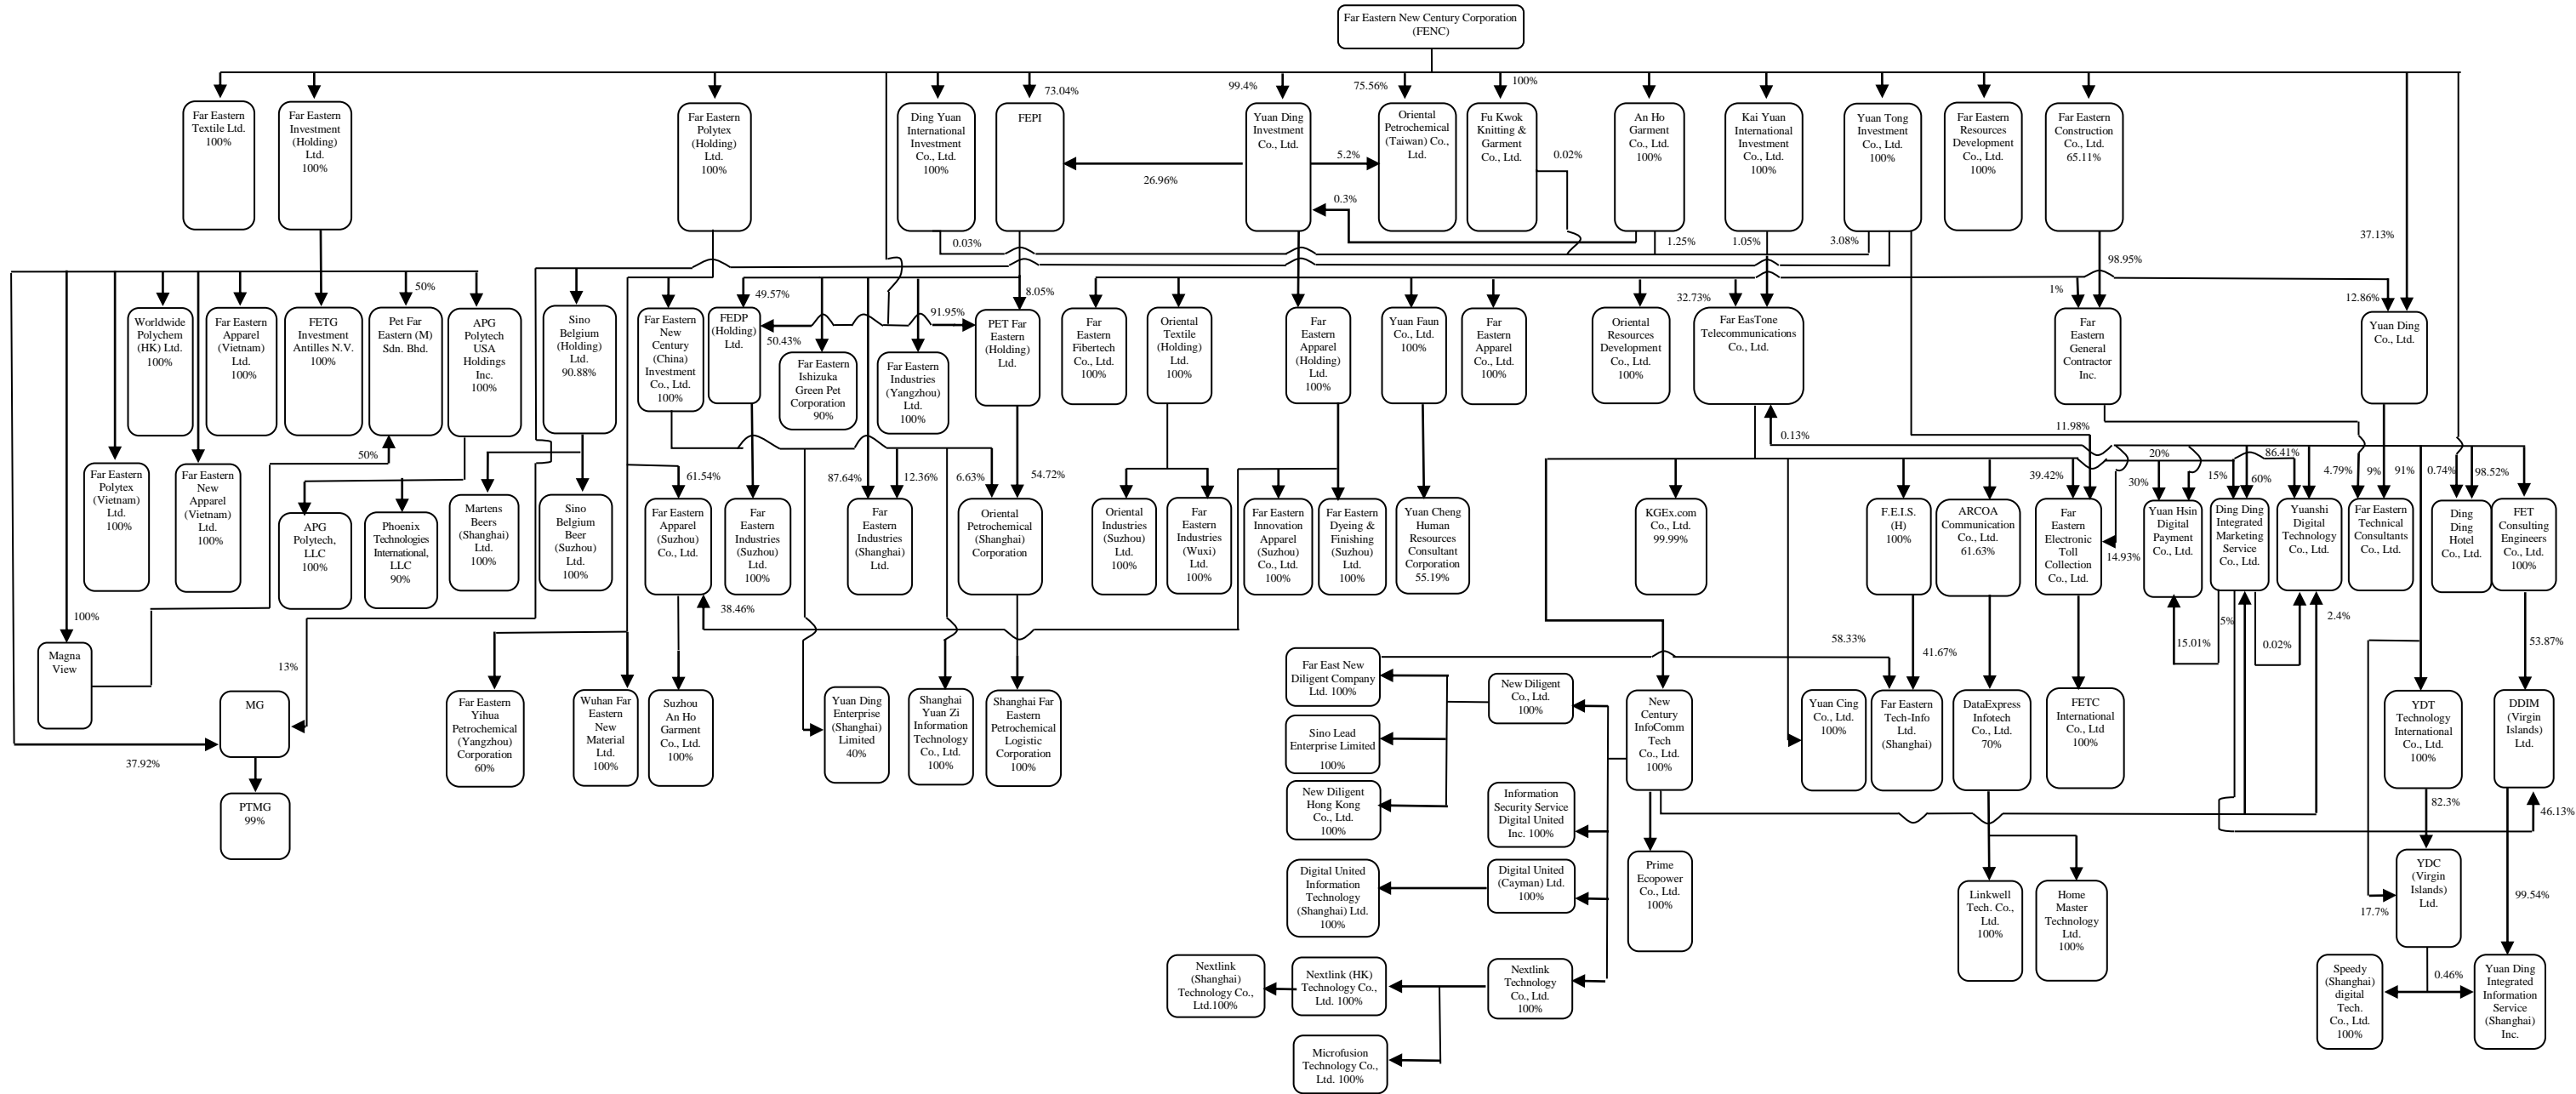 Far Eastern New Century Corporation
(FENC)
73.04%
99.4%
75.56%
100%
Far Eastern
Textile Ltd.
100%
Far Eastern
Investment
(Holding)
Ltd.
100%
Far Eastern
Polytex
(Holding)
Ltd.
100%
Ding Yuan
International
Investment
Co., Ltd.
100%
FEPI
Yuan Ding
Investment
Co., Ltd.
Oriental
Petrochemical
(Taiwan) Co.,
Ltd.
Fu Kwok
Knitting &
Garment
Co., Ltd.
An Ho
Garment
Co., Ltd.
100%
Kai Yuan
International
Investment
Co., Ltd.
100%
Yuan Tong
Investment
Co., Ltd.
100%
Far Eastern
Resources
Development
Co., Ltd.
100%
Far Eastern
Construction
Co., Ltd.
65.11%
26.96%
5.2%
0.02%
0.3%
0.03%
1.25%
1.05%
3.08%
98.95%
37.13%
50%
49.57%
91.95%
8.05%
50.43%
32.73%
1%
12.86%
Worldwide
Polychem
(HK) Ltd.
100%
Far Eastern
Apparel
(Vietnam)
Ltd.
100%
FETG
Investment
Antilles N.V.
100%
Pet Far
Eastern (M)
Sdn. Bhd.
APG
Polytech
USA
Holdings
Inc.
100%
Sino
Belgium
(Holding)
Ltd.
90.88%
Far Eastern
New
Century
(China)
Investment
Co., Ltd.
100%
FEDP
(Holding)
Ltd.
Far Eastern
Ishizuka
Green Pet
Corporation
90%
Far Eastern
Industries
(Yangzhou)
Ltd.
100%
PET Far
Eastern
(Holding)
Ltd.
Far
Eastern
Fibertech
Co., Ltd.
100%
Oriental
Textile
(Holding)
Ltd.
100%
Far
Eastern
Apparel
(Holding)
Ltd.
100%
Yuan Faun
Co., Ltd.
100%
Far
Eastern
Apparel
Co., Ltd.
100%
Oriental
Resources
Development
Co., Ltd.
100%
Far EasTone
Telecommunications
Co., Ltd.
Far
Eastern
General
Contractor
Inc.
Yuan Ding
Co., Ltd.
50%
61.54%
87.64%
12.36%
6.63%
54.72%
0.13%
11.98%
39.42%
20%
30%
15%
60%
86.41%
4.79%
9%
91%
0.74%
98.52%
Far Eastern
Polytex
(Vietnam)
Ltd.
100%
Far Eastern
New
Apparel
(Vietnam)
Ltd.
100%
APG
Polytech,
LLC
100%
Phoenix
Technologies
International,
LLC
90%
Martens
Beers
(Shanghai)
Ltd.
100%
Sino
Belgium
Beer
(Suzhou)
Ltd.
100%
Far Eastern
Apparel
(Suzhou)
Co., Ltd.
Far
Eastern
Industries
(Suzhou)
Ltd.
100%
Far
Eastern
Industries
(Shanghai)
Ltd.
Oriental
Petrochemical
(Shanghai)
Corporation
Oriental
Industries
(Suzhou)
Ltd.
100%
Far
Eastern
Industries
(Wuxi)
Ltd.
100%
Far Eastern
Innovation
Apparel
(Suzhou)
Co., Ltd.
100%
Far Eastern
Dyeing &
Finishing
(Suzhou)
Ltd.
100%
Yuan Cheng
Human
Resources
Consultant
Corporation
55.19%
KGEx.com
Co., Ltd.
99.99%
F.E.I.S.
(H)
100%
ARCOA
Communication
Co., Ltd.
61.63%
Far
Eastern
Electronic
Toll
Collection
Co., Ltd.
14.93%
Yuan Hsin
Digital
Payment
Co., Ltd.
Ding Ding
Integrated
Marketing
Service
Co., Ltd.
Yuanshi
Digital
Technology
Co., Ltd.
Far Eastern
Technical
Consultants
Co., Ltd.
Ding
Ding
Hotel
Co., Ltd.
FET
Consulting
Engineers
Co., Ltd.
100%
38.46%
100%
13%
58.33%
41.67%
15.01%
5%
0.02%
2.4%
53.87%
Magna
View
MG
37.92%
PTMG
99%
Far Eastern
Yihua
Petrochemical
(Yangzhou)
Corporation
60%
Wuhan Far
Eastern
New
Material
Ltd.
100%
Suzhou
An Ho
Garment
Co., Ltd.
100%
Yuan Ding
Enterprise
(Shanghai)
Limited
40%
Shanghai
Yuan Zi
Information
Technology
Co., Ltd.
100%
Shanghai Far
Eastern
Petrochemical
Logistic
Corporation
100%
Far East New
Diligent Company
Ltd. 100%
Sino Lead
Enterprise Limited
100%
New Diligent
Hong Kong
Co., Ltd.
100%
New Diligent
Co., Ltd.
100%
Information
Security Service
Digital United
Inc. 100%
New
Century
InfoComm
Tech
Co., Ltd.
100%
Yuan Cing
Co., Ltd.
100%
Far Eastern
Tech-Info
Ltd.
(Shanghai)
DataExpress
Infotech
Co., Ltd.
70%
FETC
International
Co., Ltd
100%
YDT
Technology
International
Co., Ltd.
100%
DDIM
(Virgin
Islands)
Ltd.
82.3%
46.13%
Digital United
Information
Technology
(Shanghai) Ltd.
100%
Digital United
(Cayman) Ltd.
100%
Prime
Ecopower
Co., Ltd.
100%
Linkwell
Tech. Co.,
Ltd.
100%
Home
Master
Technology
Ltd.
100%
YDC
(Virgin
Islands)
Ltd.
17.7%
99.54%
Nextlink
(Shanghai)
Technology Co.,
Ltd.100%
Nextlink (HK)
Technology Co.,
Ltd. 100%
Nextlink
Technology
Co., Ltd.
100%
Speedy
(Shanghai)
digital
Tech.
Co., Ltd.
100%
0.46%
Yuan Ding
Integrated
Information
Service
(Shanghai)
Inc.
Microfusion
Technology Co.,
Ltd. 100%